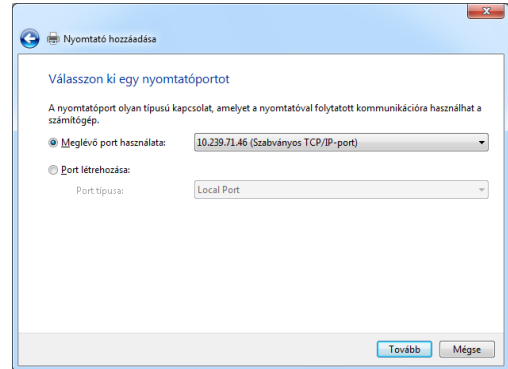 Nyomtató hozzáadása
Válasszon ki egy nyomtatóportot
A nyomtatóport olyan típusú kapcsolat, amelyet a nyomtatóval folytatott kommunikációra használhat a
számítógép.
Meglévő port használata: 10.239.71.46 (Szabványos TCP/IP-port)
Port létrehozása:
Port típusa: Local Port
Tovább Mégse